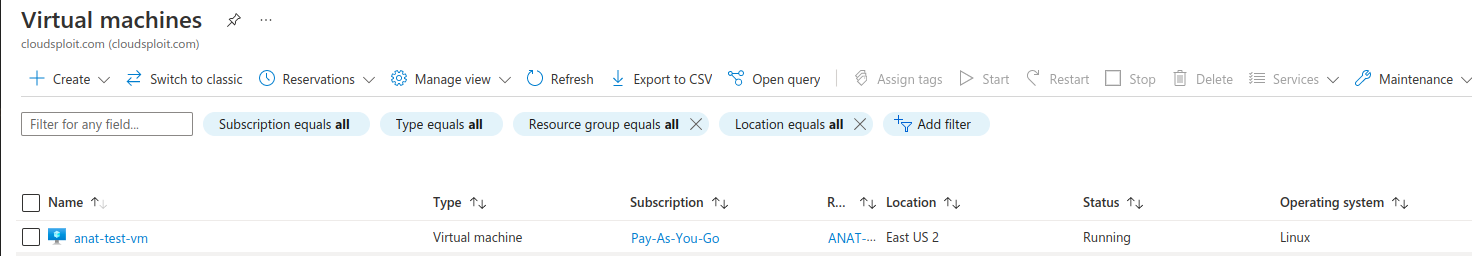 Virtual machines ...
cloudsploit.com (cloudsploit.com)
Create Switch to classic Reservations Manage view Refresh Export to CSV Open query Assign tags Start Restart Stop Delete Services Maintenance
Filter for any field... Subscription equals all Type equals all Resource group equals all Location equals all Add filter
Name Type Subscription R... Location Status Operating system
anat-test-vm Virtual machine Pay-As-You-Go ANAT-... East US 2 Running Linux